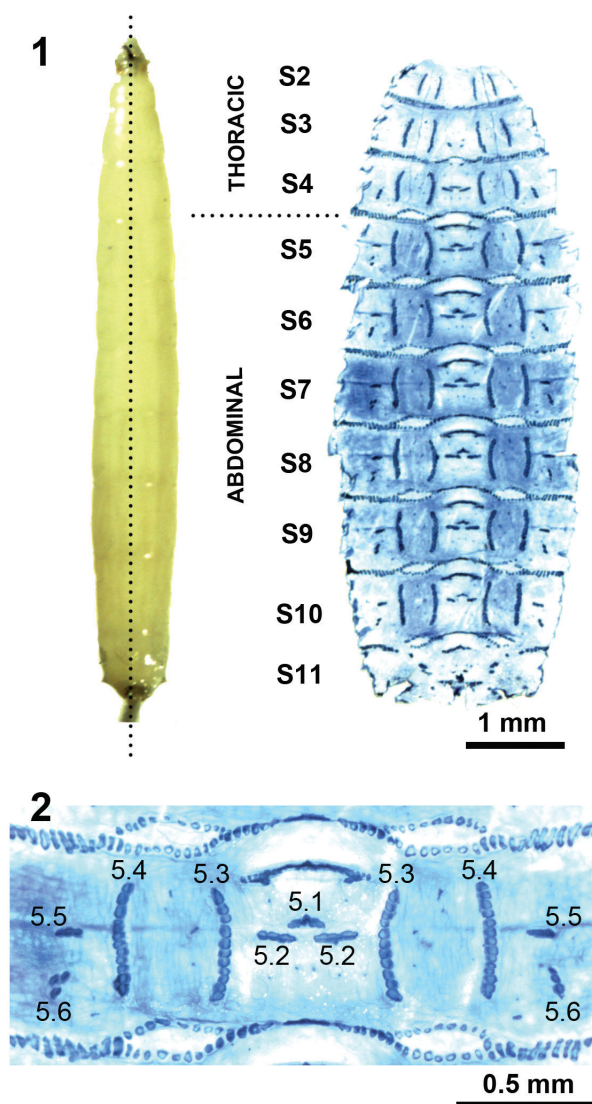 1
THORACIC
S2
S3
S4
ABDOMINAL
S5
S6
S7
S8
S9
S10
S11
1 mm
2
5.4 5.3 5.3 5.4
5.5 5.1 5.5
5.2 5.2
5.6 5.6
0.5 mm